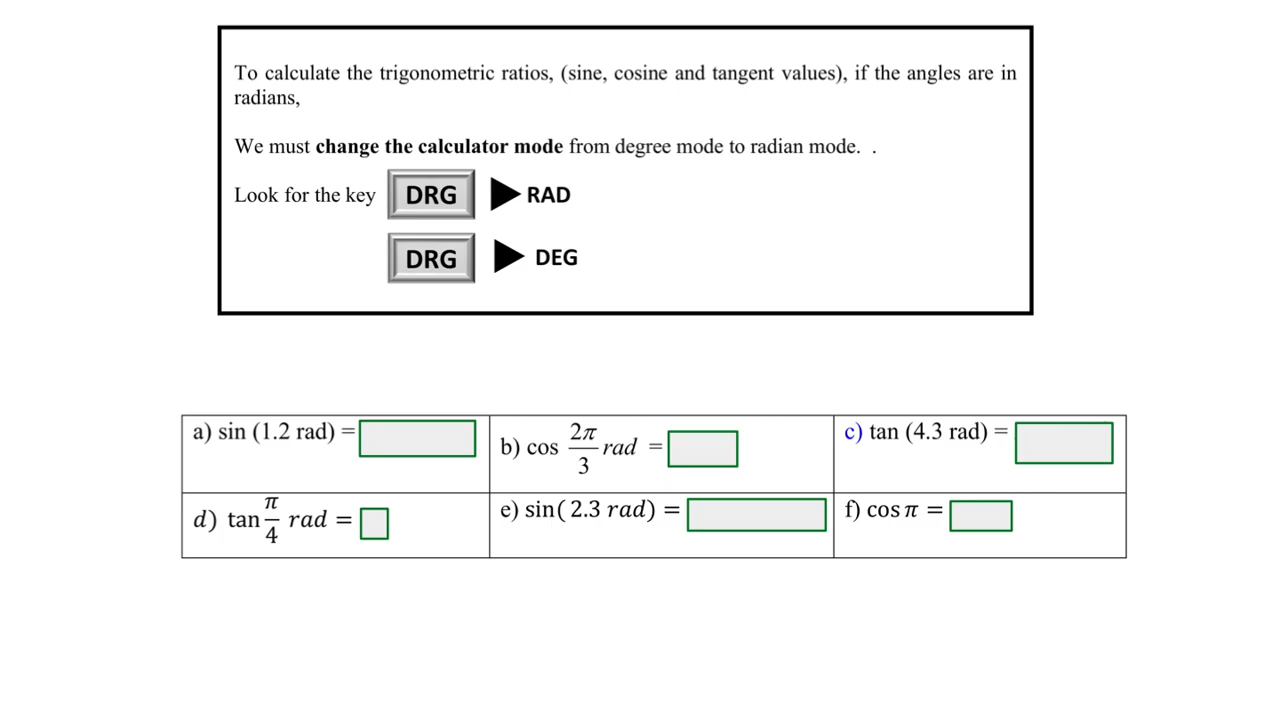 To calculate the trigonometric ratios, (sine, cosine and tangent values), if the angles are in
radians,
We must change the calculator mode from degree mode to radian mode. .
Look for the key DRG ▶ RAD
DRG ▶ DEG
a) sin (1.2 rad) =
b) cos 2π/3 rad =
c) tan (4.3 rad) =
d) tan π/4 rad =
e) sin( 2.3 rad) =
f) cos π =